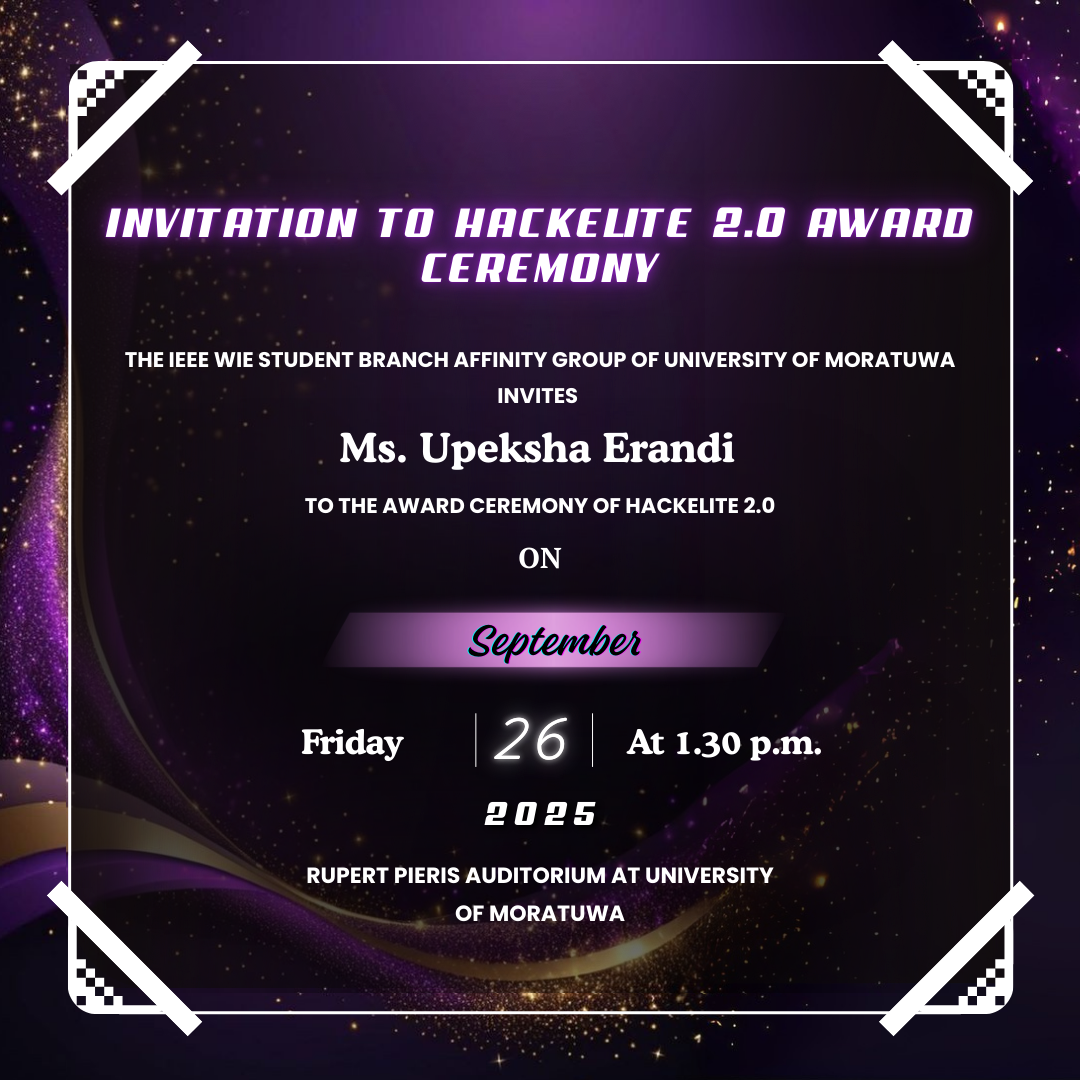 INVITATION TO HACKELITE 2.0 AWARD
CEREMONY
THE IEEE WIE STUDENT BRANCH AFFINITY GROUP OF UNIVERSITY OF MORATUWA
INVITES
Ms. Upeksha Erandi
TO THE AWARD CEREMONY OF HACKELITE 2.0
ON
September
Friday 26 At 1.30 p.m.
2025
RUPERT PIERIS AUDITORIUM AT UNIVERSITY
OF MORATUWA